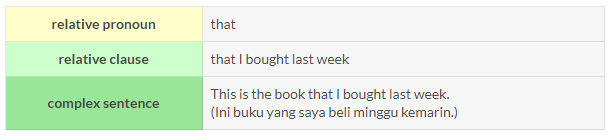 relative pronoun that
relative clause that I bought last week
complex sentence This is the book that I bought last week.
(Ini buku yang saya beli minggu kemarin.)